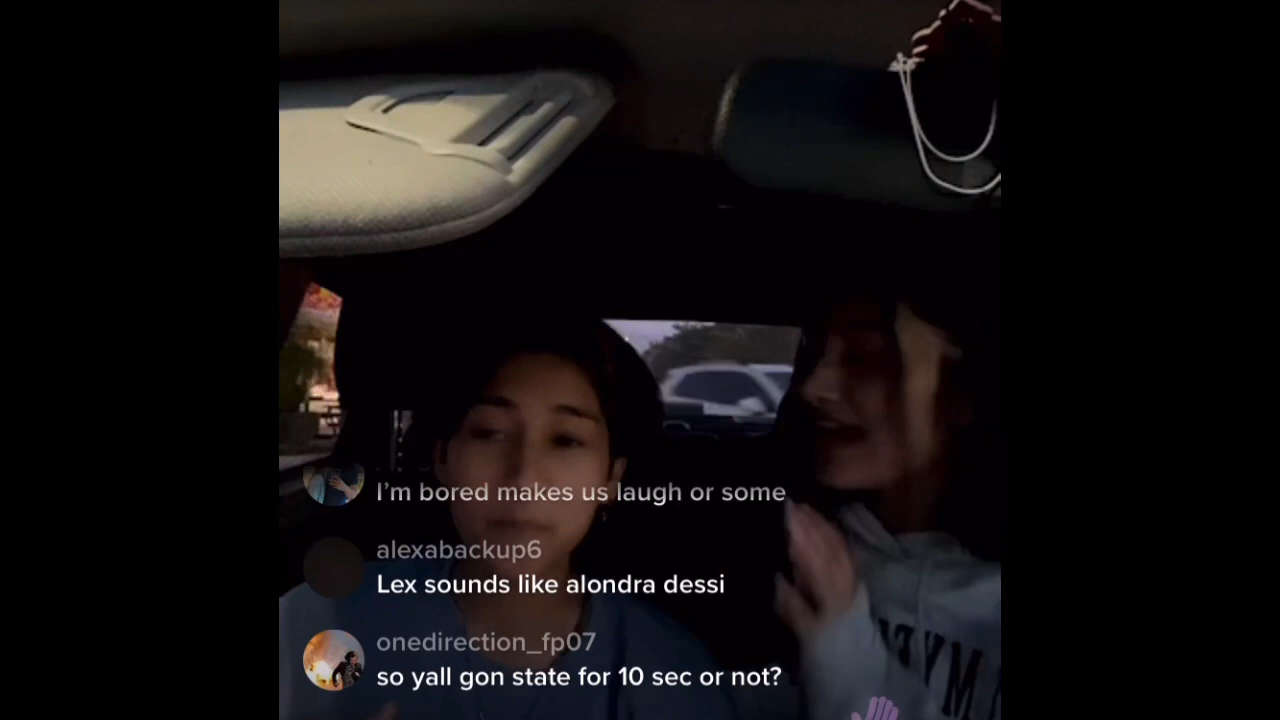 I'm bored makes us laugh or some
alexabackup6
Lex sounds like alondra dessi
onedirection_fp07
so yall gon state for 10 sec or not?